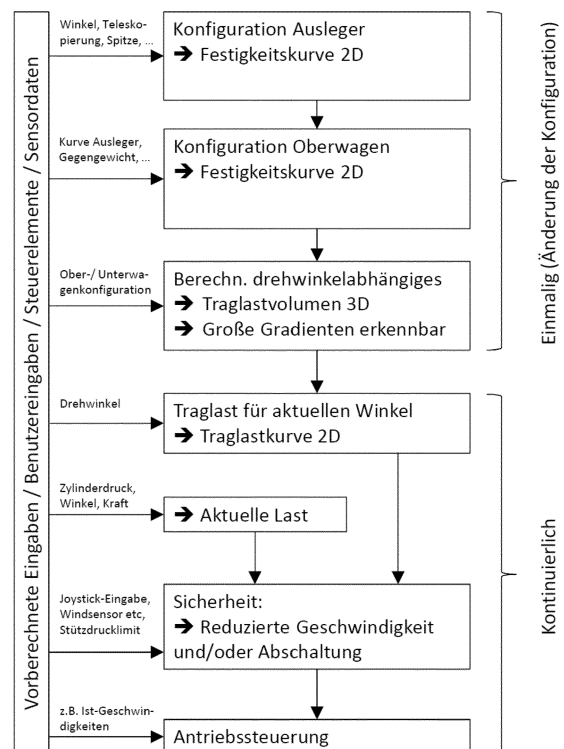 Vorberechnete Eingaben / Benutzereingaben / Steuerelemente / Sensordaten
Winkel, Telesko-
pierung, Spitze, ...
Konfiguration Ausleger
➔ Festigkeitskurve 2D
Kurve Ausleger,
Gegengewicht, ...
Konfiguration Oberwagen
➔ Festigkeitskurve 2D
Ober-/ Unterwa-
genkonfiguration
Berechn. drehwinkelabhängiges
➔ Traglastvolumen 3D
➔ Große Gradienten erkennbar
Einmalig (Änderung der Konfiguration)
Drehwinkel
Traglast für aktuellen Winkel
➔ Traglastkurve 2D
Zylinderdruck,
Winkel, Kraft
➔ Aktuelle Last
Joystick-Eingabe,
Windsensor etc,
Stützdrucklimit
Sicherheit:
➔ Reduzierte Geschwindigkeit
und/oder Abschaltung
z.B. Ist-Geschwin-
digkeiten
Antriebssteuerung
Kontinuierlich